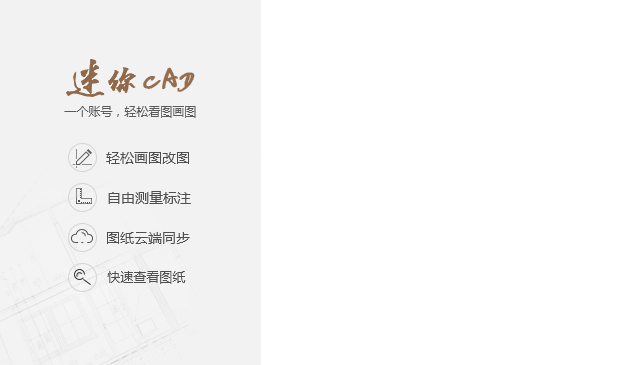 迷你CAD
一个账号，轻松看图画图
轻松画图改图
自由测量标注
图纸云端同步
快速查看图纸